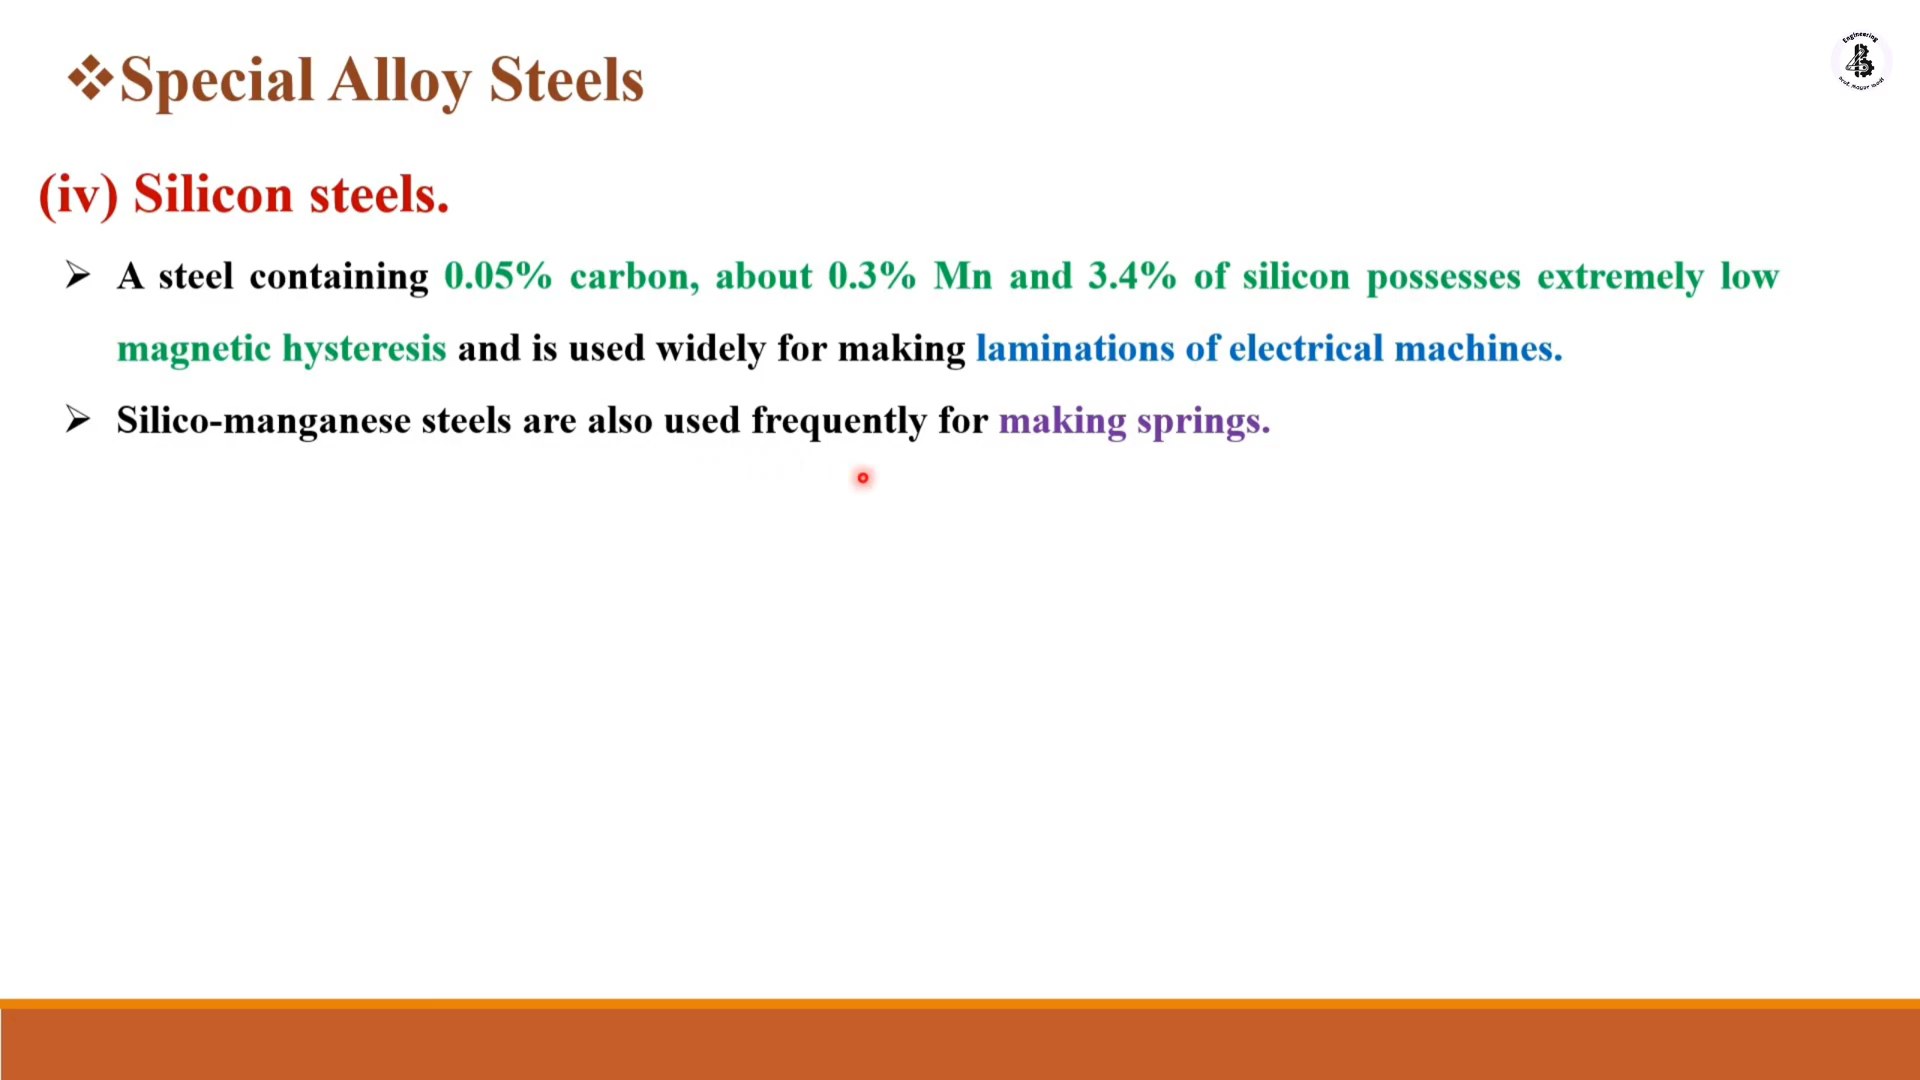 ❖Special Alloy Steels
Engineering
(iv) Silicon steels.
➢ A steel containing 0.05% carbon, about 0.3% Mn and 3.4% of silicon possesses extremely low
magnetic hysteresis and is used widely for making laminations of electrical machines.
➢ Silico-manganese steels are also used frequently for making springs.